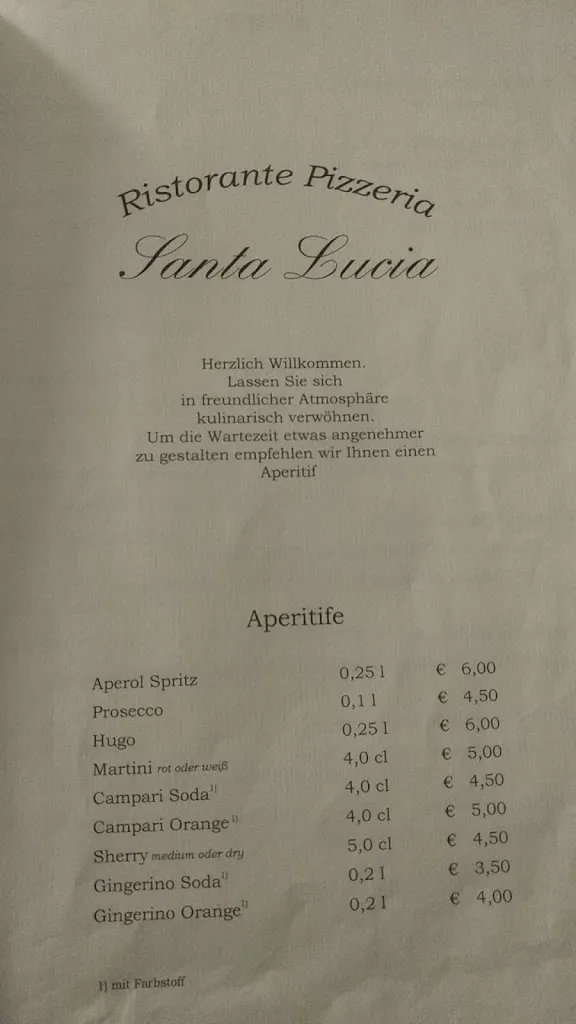 Ristorante Pizzeria
Santa Lucia
Herzlich Willkommen.
Lassen Sie sich
in freundlicher Atmosphäre
kulinarisch verwöhnen.
Um die Wartezeit etwas angenehmer
zu gestalten empfehlen wir Ihnen einen
Aperitif
Aperitife
Aperol Spritz 0,25 l € 6,00
Prosecco 0,1 l € 4,50
Hugo 0,25 l € 6,00
Martini rot oder weiß 4,0 cl € 5,00
Campari Soda¹⁾ 4,0 cl € 4,50
Campari Orange¹⁾ 4,0 cl € 5,00
Sherry medium oder dry 5,0 cl € 4,50
Gingerino Soda¹⁾ 0,2 l € 3,50
Gingerino Orange¹⁾ 0,2 l € 4,00
1) mit Farbstoff